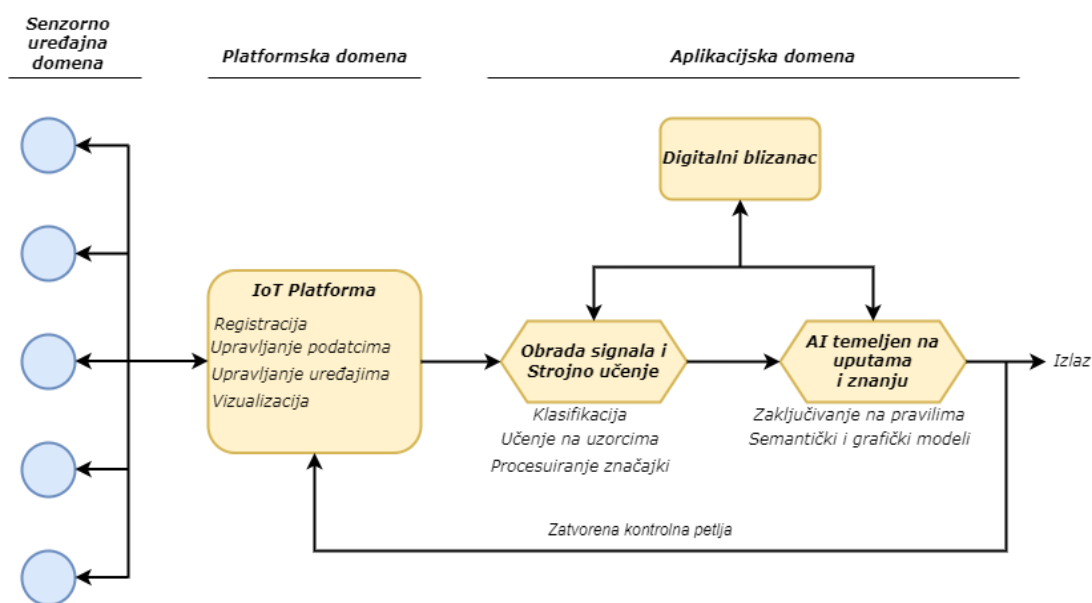 Senzorno
uređajna
domena
Platformska domena
Aplikacijska domena
Digitalni blizanac
IoT Platforma
Registracija
Upravljanje podatcima
Upravljanje uređajima
Vizualizacija
Obrada signala i
Strojno učenje
Klasifikacija
Učenje na uzorcima
Procesuiranje značajki
AI temeljen na
uputama
i znanju
Zaključivanje na pravilima
Semantički i grafički modeli
Izlaz
Zatvorena kontrolna petlja